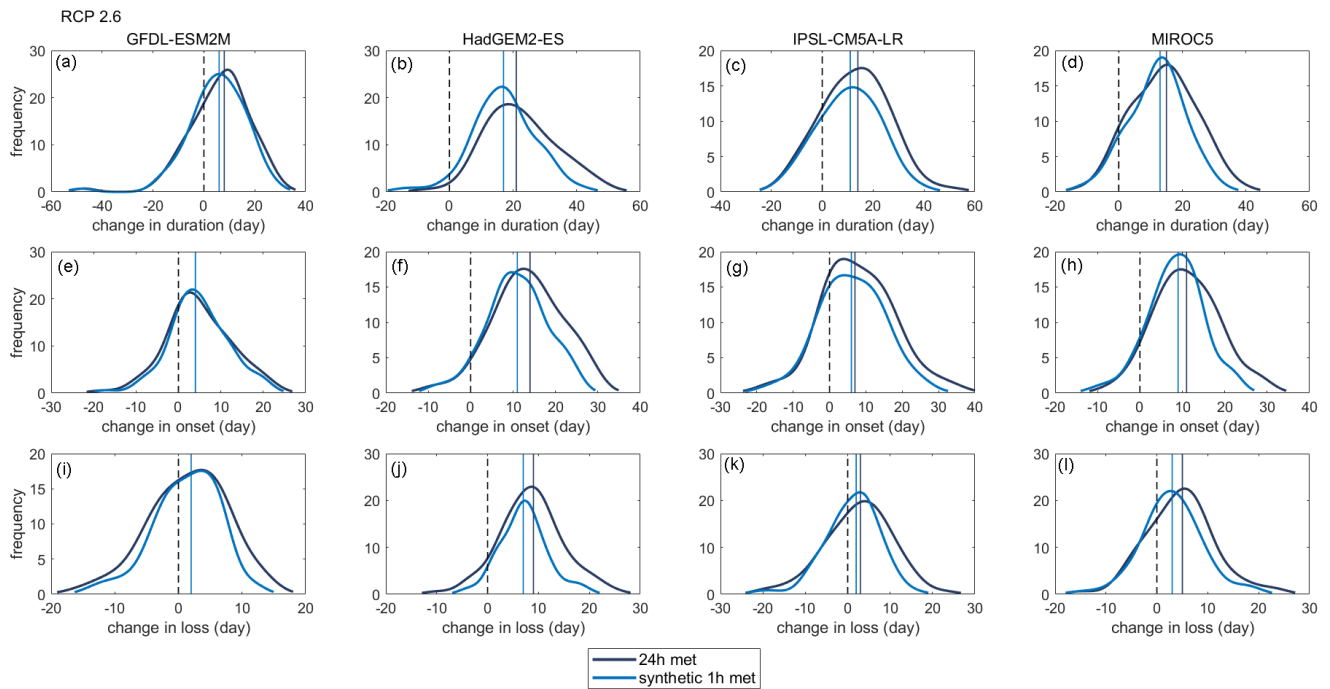 RCP 2.6
GFDL-ESM2M HadGEM2-ES IPSL-CM5A-LR MIROC5
(a) (b) (c) (d)
frequency
30 20 10 0
30 20 10 0
20 15 10 5 0
20 15 10 5 0
-60 -40 -20 0 20 40
-20 0 20 40 60
-40 -20 0 20 40 60
-20 0 20 40 60
change in duration (day) change in duration (day) change in duration (day) change in duration (day)
(e) (f) (g) (h)
frequency
30 20 10 0
20 15 10 5 0
20 15 10 5 0
20 15 10 5 0
-30 -20 -10 0 10 20 30
-20 -10 0 10 20 30 40
-30 -20 -10 0 10 20 30 40
-20 -10 0 10 20 30 40
change in onset (day) change in onset (day) change in onset (day) change in onset (day)
(i) (j) (k) (l)
frequency
20 15 10 5 0
30 20 10 0
30 20 10 0
30 20 10 0
-20 -10 0 10 20
-20 -10 0 10 20 30
-30 -20 -10 0 10 20 30
-20 -10 0 10 20 30
change in loss (day) change in loss (day) change in loss (day) change in loss (day)
24h met
synthetic 1h met